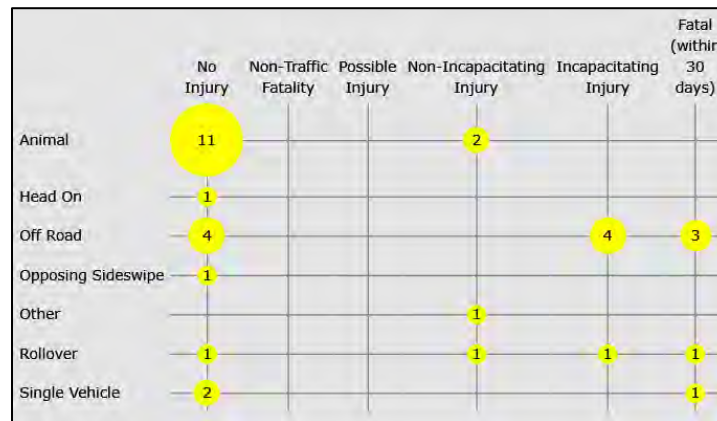 Fatal
(within
No Non-Traffic Possible Non-Incapacitating Incapacitating 30
Injury Fatality Injury Injury Injury days)
Animal 11 2
Head On 1
Off Road 4 4 3
Opposing Sideswipe 1
Other 1
Rollover 1 1 1 1
Single Vehicle 2 1